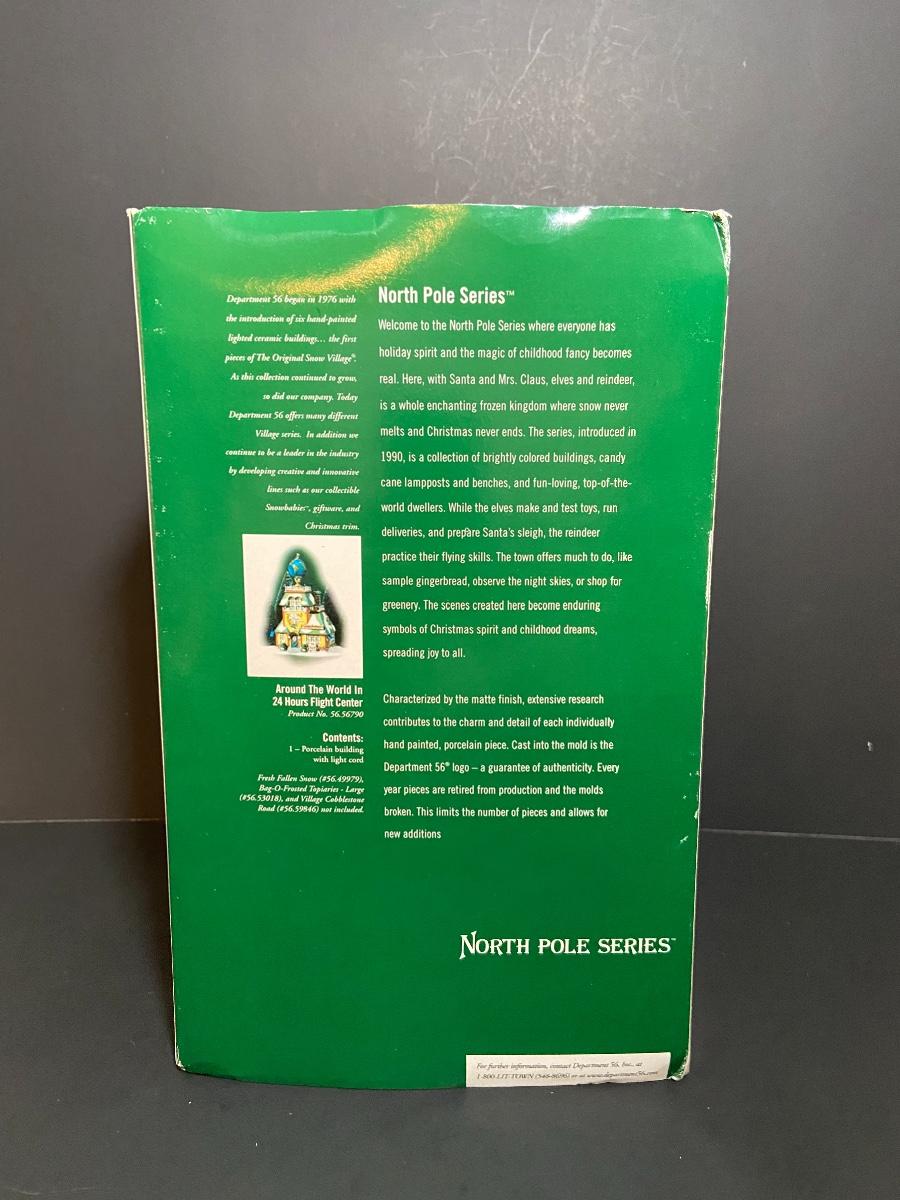 Department 56 began in 1976 with
the introduction of six hand-painted
lighted ceramic buildings... the first
pieces of The Original Snow Village®.
As this collection continued to grow,
so did our company. Today
Department 56 offers many different
Village series. In addition we
continue to be a leader in the industry
by developing creative and innovative
lines such as our collectible
Snowbabies™, giftware, and
Christmas trim.
Around The World In
24 Hours Flight Center
Product No. 56.56790
Contents:
1 – Porcelain building
with light cord
Fresh Fallen Snow (#56.49979),
Bag-O-Frosted Topiaries - Large
(#56.53018), and Village Cobblestone
Road (#56.59846) not included.
North Pole Series™
Welcome to the North Pole Series where everyone has
holiday spirit and the magic of childhood fancy becomes
real. Here, with Santa and Mrs. Claus, elves and reindeer,
is a whole enchanting frozen kingdom where snow never
melts and Christmas never ends. The series, introduced in
1990, is a collection of brightly colored buildings, candy
cane lampposts and benches, and fun-loving, top-of-the-
world dwellers. While the elves make and test toys, run
deliveries, and prepare Santa's sleigh, the reindeer
practice their flying skills. The town offers much to do, like
sample gingerbread, observe the night skies, or shop for
greenery. The scenes created here become enduring
symbols of Christmas spirit and childhood dreams,
spreading joy to all.
Characterized by the matte finish, extensive research
contributes to the charm and detail of each individually
hand painted, porcelain piece. Cast into the mold is the
Department 56® logo – a guarantee of authenticity. Every
year pieces are retired from production and the molds
broken. This limits the number of pieces and allows for
new additions
NORTH POLE SERIES™
For further information, contact Department 56, Inc., at
1-800-LIT-TOWN (548-8696) or at www.department56.com